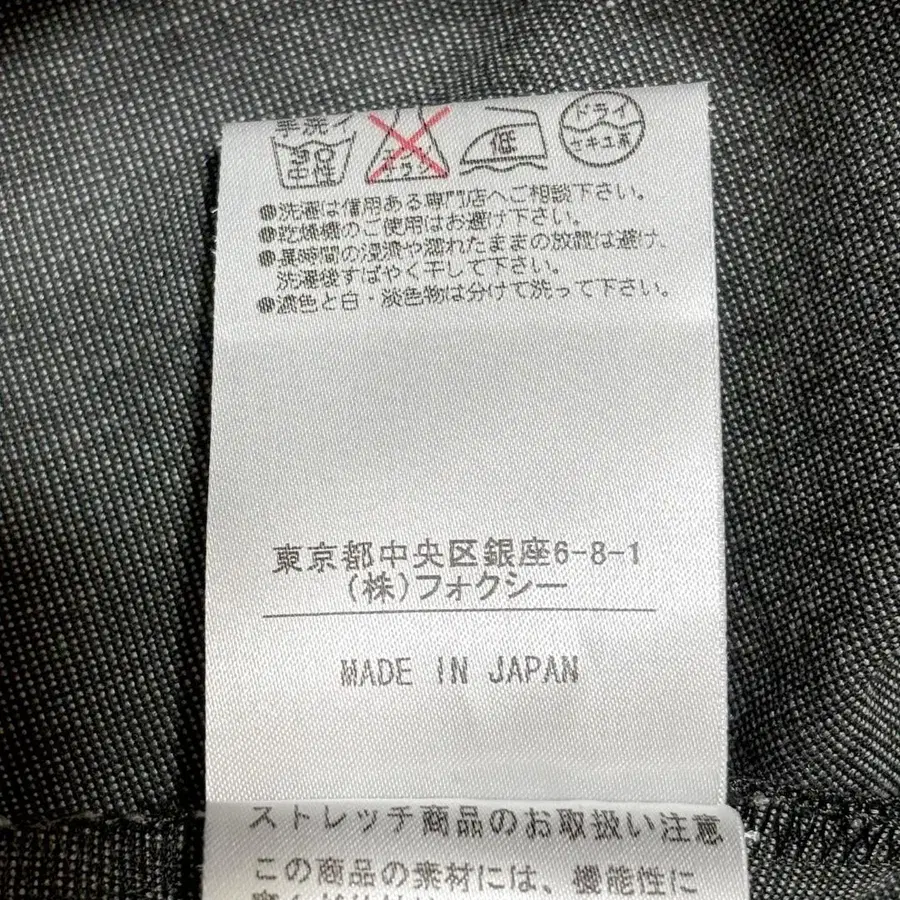 手洗イ
30
中性
エンソ
サラシ
低
ドライ
セキユ系
●洗濯は信用ある専門店へご相談下さい。
●乾燥機のご使用はお避け下さい。
●長時間の浸漬や濡れたままの放置は避け、
洗濯後すばやく干して下さい。
●濃色と白・淡色物は分けて洗って下さい。
東京都中央区銀座6-8-1
(株)フォクシー
MADE IN JAPAN
ストレッチ商品のお取扱い注意
この商品の素材には、機能性に